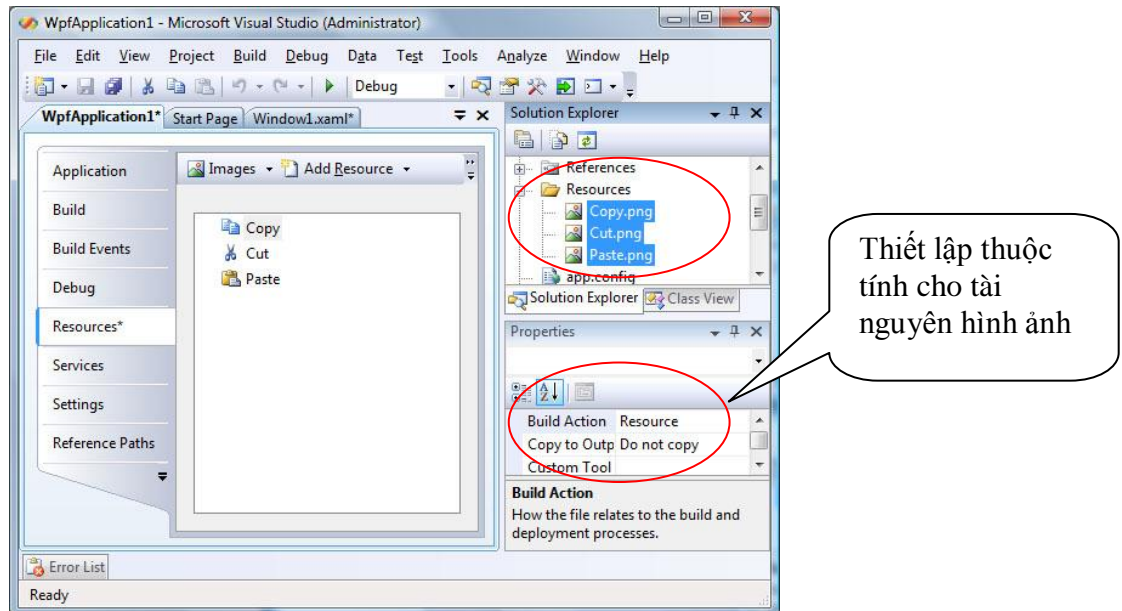 WpfApplication1 - Microsoft Visual Studio (Administrator)
File Edit View Project Build Debug Data Test Tools Analyze Window Help
Debug
WpfApplication1* Start Page Window1.xaml*
Application
Build
Build Events
Debug
Resources*
Services
Settings
Reference Paths
Images Add Resource
Copy
Cut
Paste
Solution Explorer
References
Resources
Copy.png
Cut.png
Paste.png
app.config
Solution Explorer Class View
Properties
Build Action Resource
Copy to Outp Do not copy
Custom Tool
Build Action
How the file relates to the build and
deployment processes.
Thiết lập thuộc
tính cho tài
nguyên hình ảnh
Error List
Ready